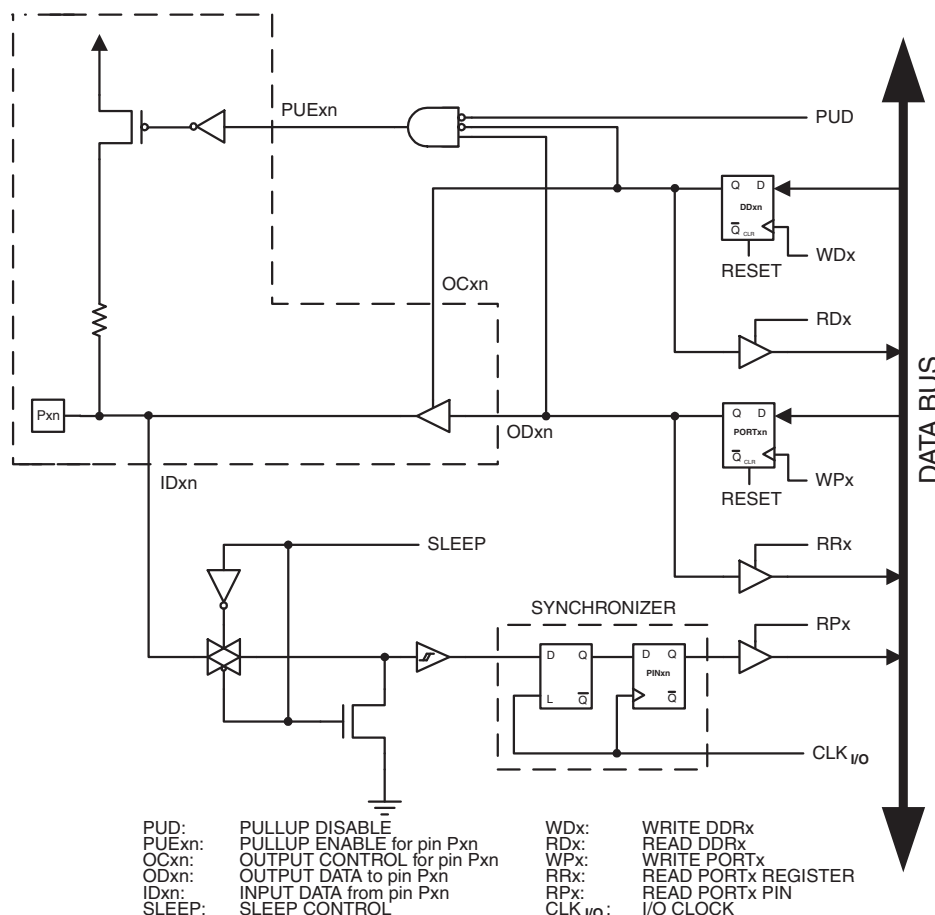 PUExn
PUD
Q D
DDxn
Q CLR
RESET
WDx
OCxn
RDx
Pxn
ODxn
Q D
PORTxn
Q CLR
RESET
WPx
IDxn
DATA BUS
SLEEP
RRx
SYNCHRONIZER
RPx
D Q
L Q
D Q
PINxn
Q
CLK I/O
PUD: PULLUP DISABLE
PUExn: PULLUP ENABLE for pin Pxn
OCxn: OUTPUT CONTROL for pin Pxn
ODxn: OUTPUT DATA to pin Pxn
IDxn: INPUT DATA from pin Pxn
SLEEP: SLEEP CONTROL
WDx: WRITE DDRx
RDx: READ DDRx
WPx: WRITE PORTx
RRx: READ PORTx REGISTER
RPx: READ PORTx PIN
CLK I/O: I/O CLOCK